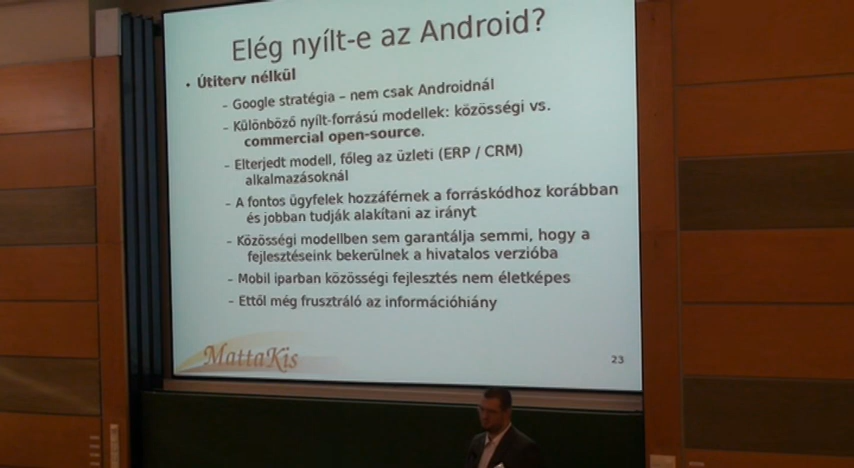 Elég nyílt-e az Android?
• Útiterv nélkül
– Google stratégia – nem csak Androidnál
– Különböző nyílt-forrású modellek: közösségi vs.
commercial open-source.
– Elterjedt modell, főleg az üzleti (ERP / CRM)
alkalmazásoknál
– A fontos ügyfelek hozzáférnek a forráskódhoz korábban
és jobban tudják alakítani az irányt
– Közösségi modellben sem garantálja semmi, hogy a
fejlesztéseink bekerülnek a hivatalos verzióba
– Mobil iparban közösségi fejlesztés nem életképes
– Ettől még frusztráló az információhiány
MattaKis
23